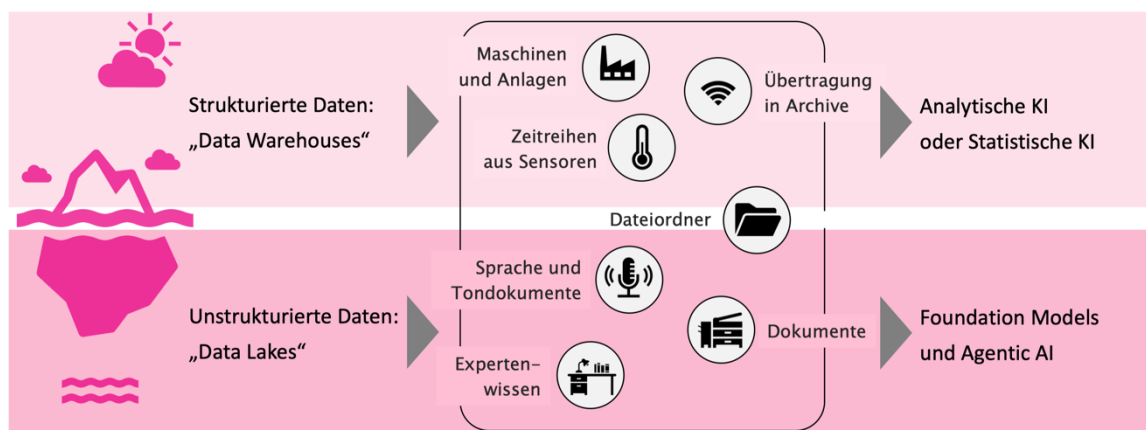 Maschinen
und Anlagen
Übertragung
in Archive
Strukturierte Daten:
„Data Warehouses“
Zeitreihen
aus Sensoren
Analytische KI
oder Statistische KI
Dateiordner
Sprache und
Tondokumente
Unstrukturierte Daten:
„Data Lakes“
Dokumente
Foundation Models
und Agentic AI
Experten-
wissen